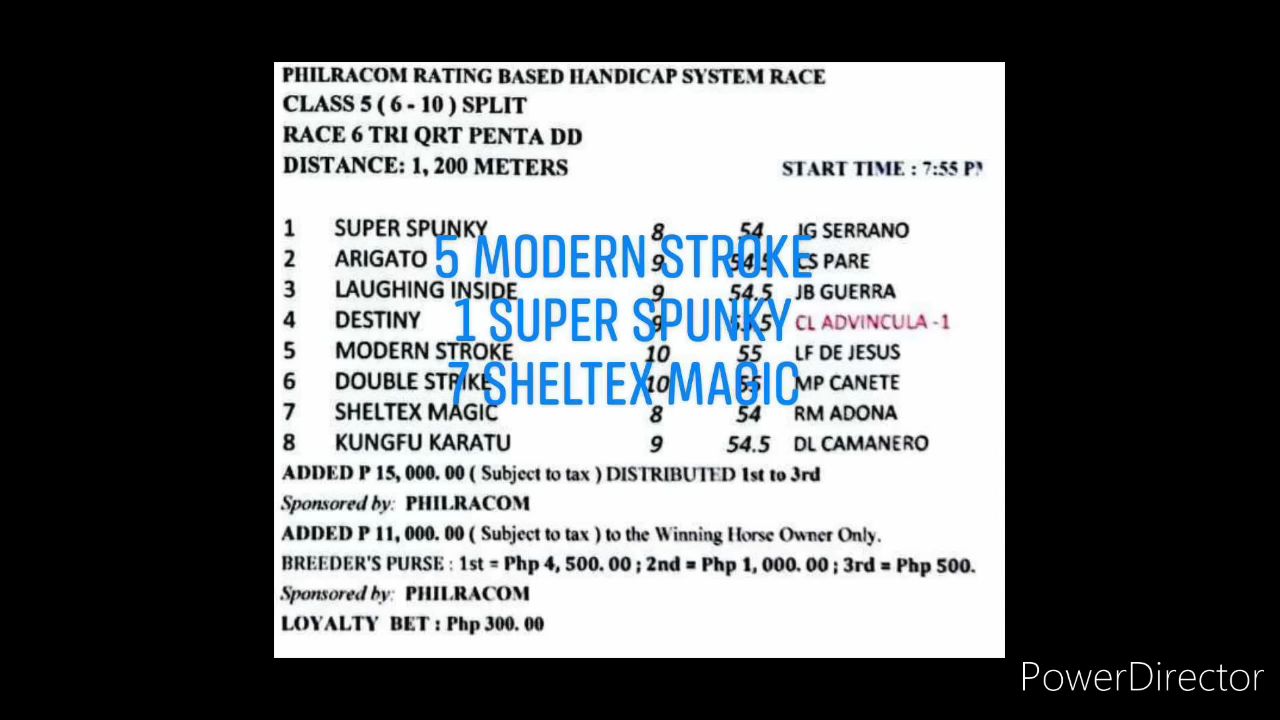 PHILRACOM RATING BASED HANDICAP SYSTEM RACE
CLASS 5 ( 6 - 10 ) SPLIT
RACE 6 TRI QRT PENTA DD
DISTANCE: 1, 200 METERS START TIME : 7:55 P
1 SUPER SPUNKY 8 54 JG SERRANO
5 MODERN STROKE
2 ARIGATO 9 54.5 CS PARE
3 LAUGHING INSIDE 9 54.5 JB GUERRA
1 SUPER SPUNKY
4 DESTINY 9 CL ADVINCULA -1
5 MODERN STROKE 10 55 LF DE JESUS
7 SHELTEX MAGIC
6 DOUBLE STRIKE 10 55 MP CANETE
7 SHELTEX MAGIC 8 54 RM ADONA
8 KUNGFU KARATU 9 54.5 DL CAMANERO
ADDED P 15, 000. 00 ( Subject to tax ) DISTRIBUTED 1st to 3rd
Sponsored by: PHILRACOM
ADDED P 11, 000. 00 ( Subject to tax ) to the Winning Horse Owner Only.
BREEDER'S PURSE : 1st = Php 4, 500. 00 ; 2nd = Php 1, 000. 00 ; 3rd = Php 500.
Sponsored by: PHILRACOM
LOYALTY BET : Php 300. 00
PowerDirector